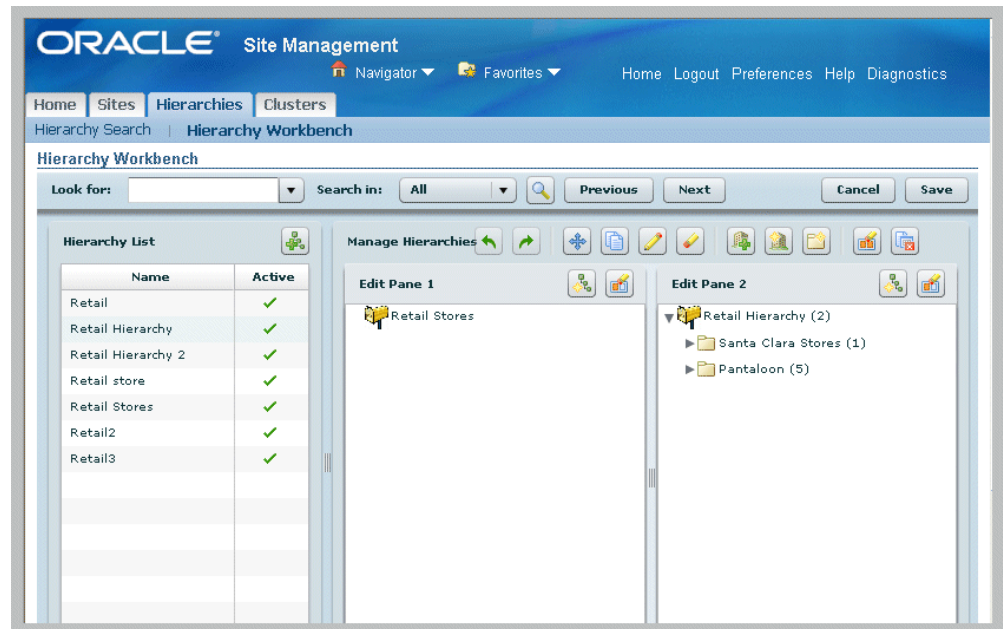 ORACLE® Site Management
Navigator Favorites Home Logout Preferences Help Diagnostics
Home Sites Hierarchies Clusters
Hierarchy Search | Hierarchy Workbench
Hierarchy Workbench
Look for: Search in: All Previous Next Cancel Save
Hierarchy List
Name Active
Retail
Retail Hierarchy
Retail Hierarchy 2
Retail store
Retail Stores
Retail2
Retail3
Manage Hierarchies
Edit Pane 1
Retail Stores
Edit Pane 2
Retail Hierarchy (2)
Santa Clara Stores (1)
Pantaloon (5)